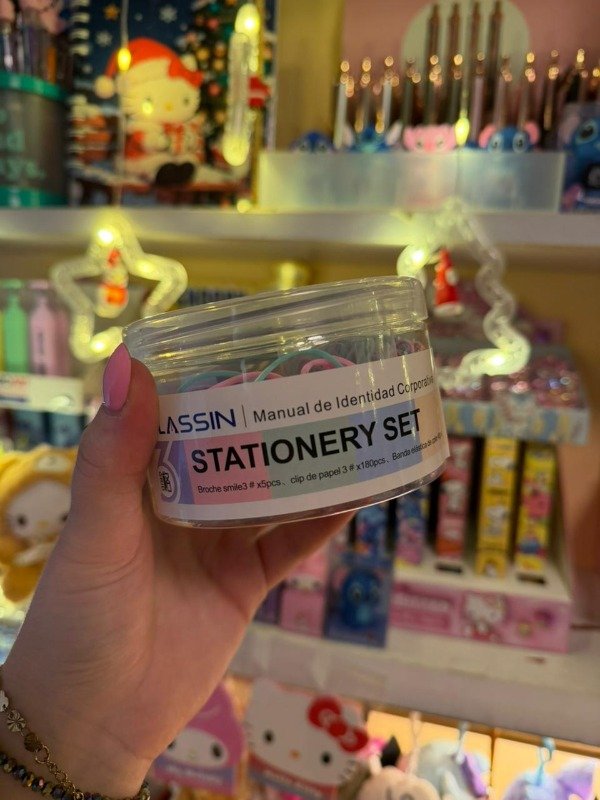 LASSIN | Manual de Identidad Corporativa
STATIONERY SET
Broche smile3 # x5pcs、clip de papel 3 # x180pcs、Banda elástica de